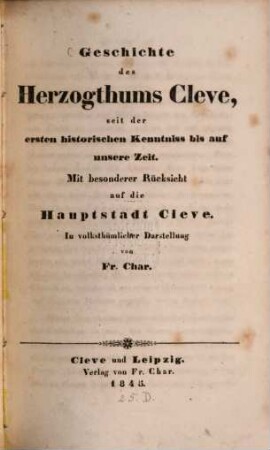 Geschichte
des
Herzogthums Cleve,
seit der
ersten historischen Kenntniss bis auf
unsere Zeit.
Mit besonderer Rücksicht
auf die
Hauptstadt Cleve.
In volksthümlicher Darstellung
von
Fr. Char.
Cleve und Leipzig.
Verlag von Fr. Char.
1845.
25. D.